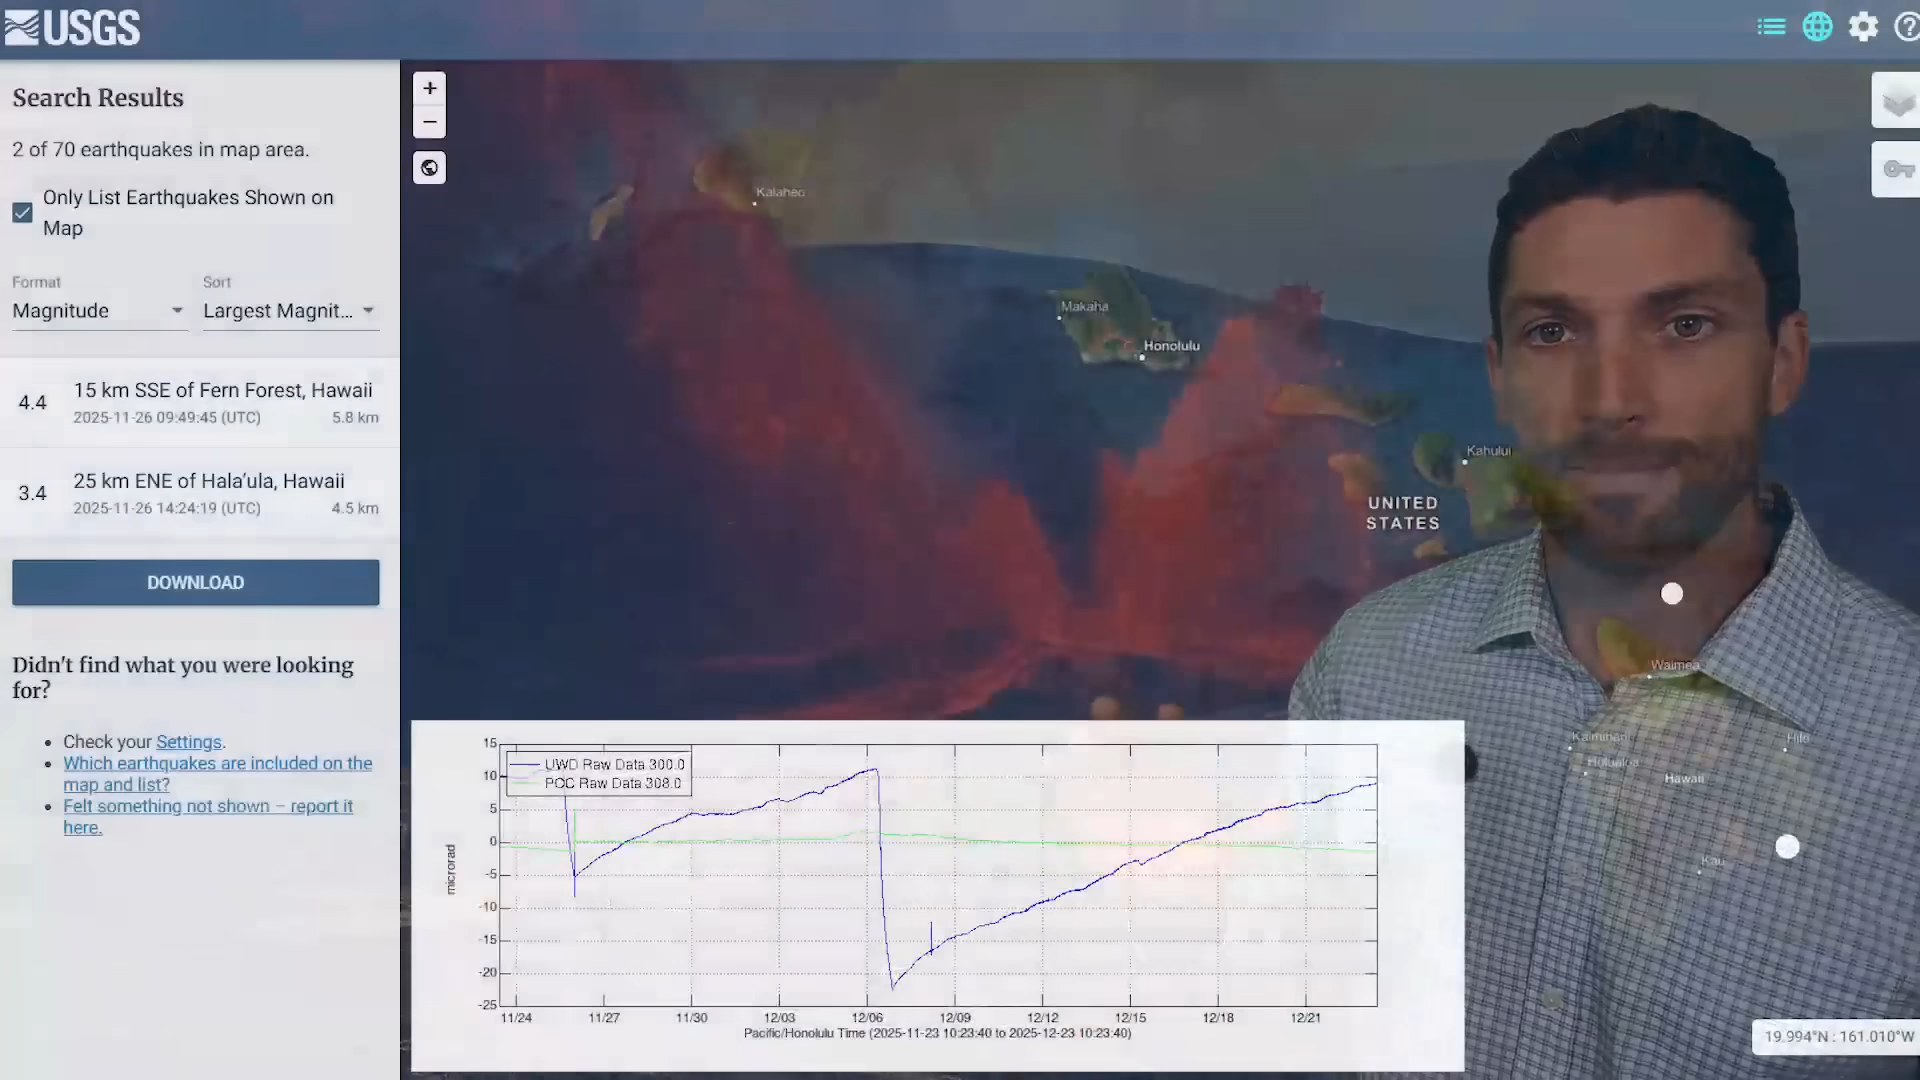 USGS
Search Results
2 of 70 earthquakes in map area.
Only List Earthquakes Shown on
Map
Format
Sort
Magnitude
Largest Magnit...
4.4
15 km SSE of Fern Forest, Hawaii
2025-11-26 09:49:45 (UTC)
5.8 km
3.4
25 km ENE of Hala‘ula, Hawaii
2025-11-26 14:24:19 (UTC)
4.5 km
DOWNLOAD
Didn't find what you were looking
for?
Check your Settings.
Which earthquakes are included on the
map and list?
Felt something not shown – report it
here.
+
−
Kalaheo
Makaha
Honolulu
Kahului
UNITED
STATES
Waimea
Hilo
Holualoa
Hawaii
Kau
UWD Raw Data 300.0
POC Raw Data 308.0
15
10
5
0
-5
-10
-15
-20
-25
microrad
11/24
11/27
11/30
12/03
12/06
12/09
12/12
12/15
12/18
12/21
Pacific/Honolulu Time (2025-11-23 10:23:40 to 2025-12-23 10:23:40)
19.994°N : 161.010°W